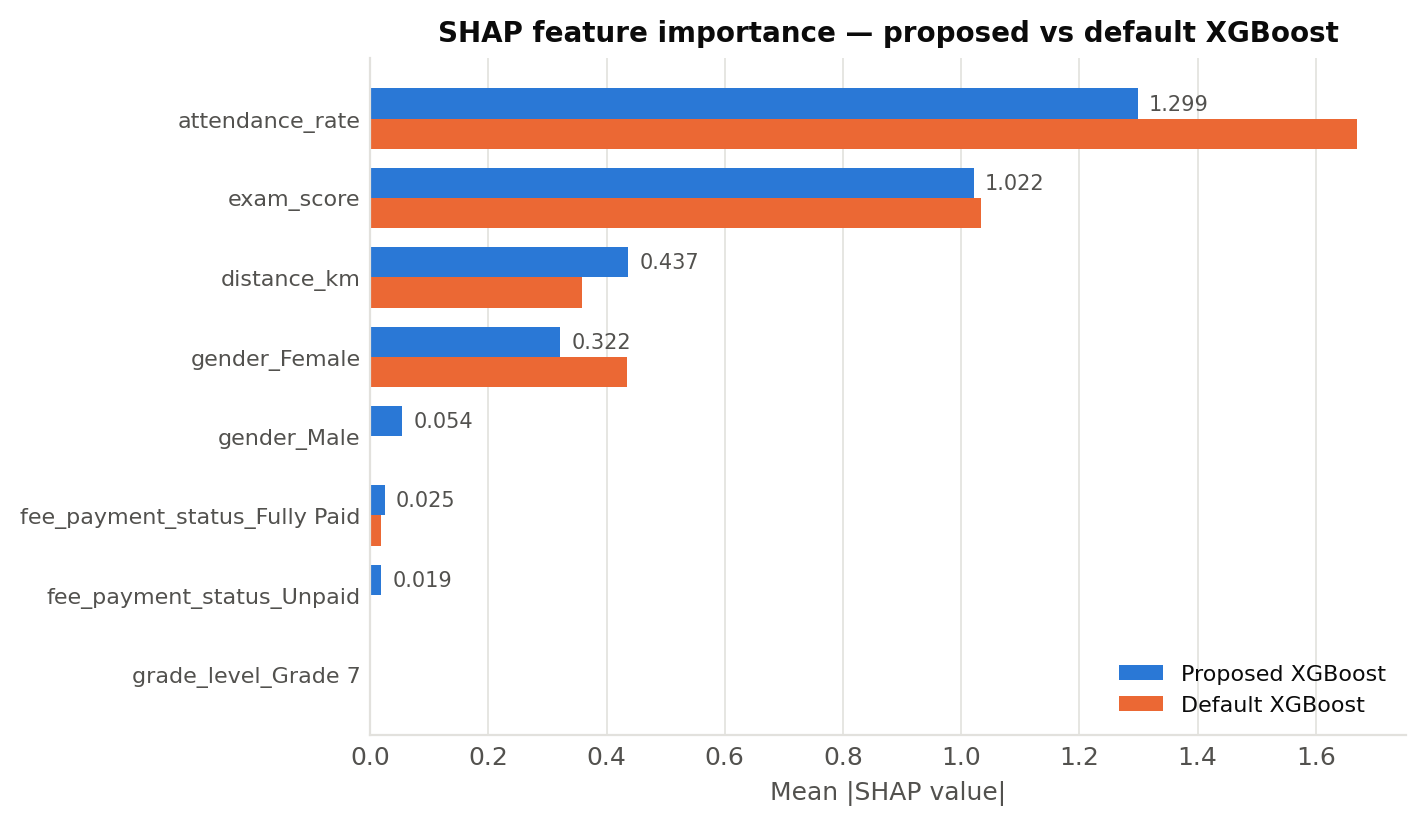 SHAP feature importance — proposed vs default XGBoost
attendance_rate
1.299
exam_score
1.022
distance_km
0.437
gender_Female
0.322
gender_Male
0.054
fee_payment_status_Fully Paid
0.025
fee_payment_status_Unpaid
0.019
grade_level_Grade 7
Proposed XGBoost
Default XGBoost
0.0 0.2 0.4 0.6 0.8 1.0 1.2 1.4 1.6
Mean |SHAP value|